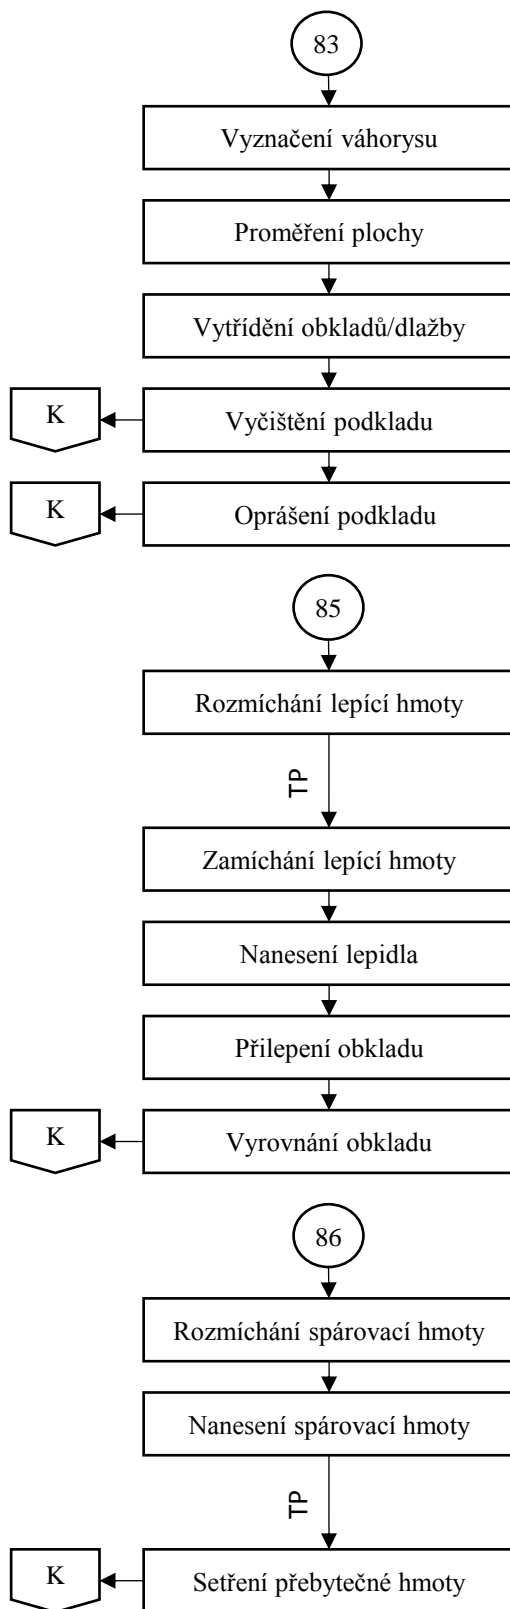 83
Vyznačení váhorysu
Proměření plochy
Vytřídění obkladů/dlažby
K
Vyčištění podkladu
K
Oprášení podkladu
85
Rozmíchání lepící hmoty
TP
Zamíchání lepící hmoty
Nanesení lepidla
Přilepení obkladu
K
Vyrovnání obkladu
86
Rozmíchání spárovací hmoty
Nanesení spárovací hmoty
TP
K
Setření přebytečné hmoty